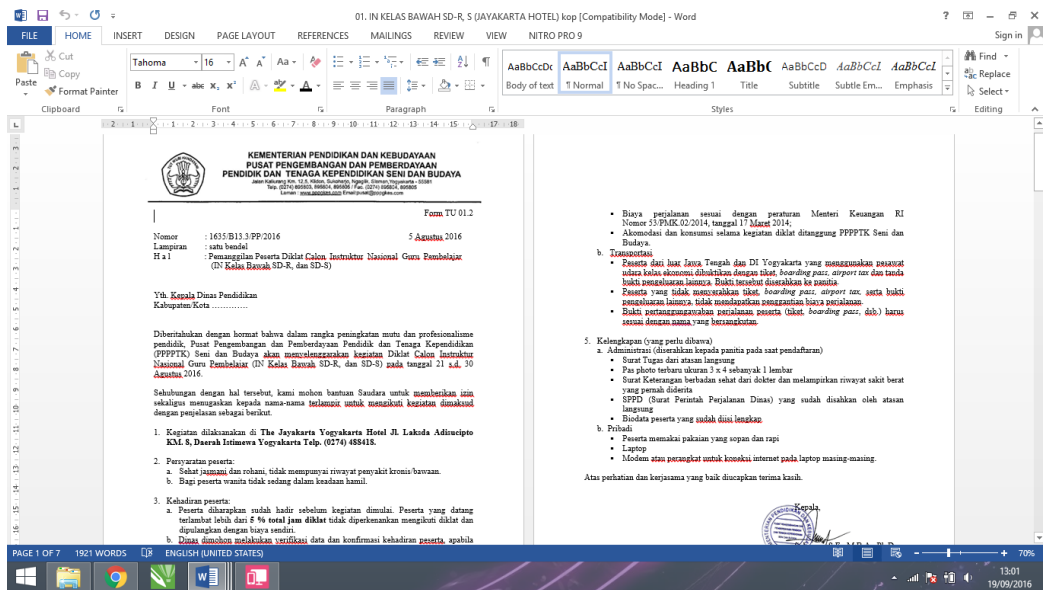 01. IN KELAS BAWAH SD-R, S (JAYAKARTA HOTEL) kop [Compatibility Mode] - Word
FILE HOME INSERT DESIGN PAGE LAYOUT REFERENCES MAILINGS REVIEW VIEW NITRO PRO 9 Sign in
Paste
Cut
Copy
Format Painter
Clipboard
Tahoma 16
Font
Paragraph
AaBbCcDc AaBbCcI AaBbCcI AaBbC AaBb( AaBbCcD AaBbCcI AaBbCcI
Body of text ¶ Normal ¶ No Spac... Heading 1 Title Subtitle Subtle Em... Emphasis
Styles
Find
Replace
Select
Editing
KEMENTERIAN PENDIDIKAN DAN KEBUDAYAAN
PUSAT PENGEMBANGAN DAN PEMBERDAYAAN
PENDIDIK DAN TENAGA KEPENDIDIKAN SENI DAN BUDAYA
Form TU 01.2
Nomor : 1635/B13.3/PP/2016 5 Agustus 2016
Lampiran : satu bendel
H a l : Pemanggilan Peserta Diklat Calon Instruktur Nasional Guru Pembelajar
(IN Kelas Bawah SD-R, dan SD-S)
Yth. Kepala Dinas Pendidikan
Kabupaten/Kota .............
Diberitahukan dengan hormat bahwa dalam rangka peningkatan mutu dan profesionalisme
pendidik, Pusat Pengembangan dan Pemberdayaan Pendidik dan Tenaga Kependidikan
(PPPPTK) Seni dan Budaya akan menyelenggarakan kegiatan Diklat Calon Instruktur
Nasional Guru Pembelajar (IN Kelas Bawah SD-R, dan SD-S) pada tanggal 21 s.d. 30
Agustus 2016.
Sehubungan dengan hal tersebut, kami mohon bantuan Saudara untuk memberikan izin
sekaligus menugaskan kepada nama-nama terlampir untuk mengikuti kegiatan dimaksud
dengan penjelasan sebagai berikut.
1. Kegiatan dilaksanakan di The Jayakarta Yogyakarta Hotel Jl. Laksda Adisucipto
KM. 8, Daerah Istimewa Yogyakarta Telp. (0274) 488418.
2. Persyaratan peserta:
a. Sehat jasmani dan rohani, tidak mempunyai riwayat penyakit kronis/bawaan.
b. Bagi peserta wanita tidak sedang dalam keadaan hamil.
3. Kehadiran peserta:
a. Peserta diharapkan sudah hadir sebelum kegiatan dimulai. Peserta yang datang
terlambat lebih dari 5 % total jam diklat tidak diperkenankan mengikuti diklat dan
dipulangkan dengan biaya sendiri.
b. Dinas dimohon melakukan verifikasi data dan konfirmasi kehadiran peserta, apabila
Biaya perjalanan sesuai dengan peraturan Menteri Keuangan RI
Nomor 53/PMK.02/2014, tanggal 17 Maret 2014;
Akomodasi dan konsumsi selama kegiatan diklat ditanggung PPPPTK Seni dan
Budaya.
b. Transportasi
Peserta dari luar Jawa Tengah dan DI Yogyakarta yang menggunakan pesawat
udara kelas ekonomi dibuktikan dengan tiket, boarding pass, airport tax dan tanda
bukti pengeluaran lainnya. Bukti tersebut diserahkan ke panitia.
Peserta yang tidak menyerahkan tiket, boarding pass, airport tax, serta bukti
pengeluaran lainnya, tidak mendapatkan penggantian biaya perjalanan.
Bukti pertanggungawaban perjalanan peserta (tiket, boarding pass, dsb.) harus
sesuai dengan nama yang bersangkutan.
5. Kelengkapan (yang perlu dibawa)
a. Administrasi (diserahkan kepada panitia pada saat pendaftaran)
Surat Tugas dari atasan langsung
Pas photo terbaru ukuran 3 x 4 sebanyak 1 lembar
Surat Keterangan berbadan sehat dari dokter dan melampirkan riwayat sakit berat
yang pernah diderita
SPPD (Surat Perintah Perjalanan Dinas) yang sudah disahkan oleh atasan
langsung
Biodata peserta yang sudah diisi lengkap.
b. Pribadi
Peserta memakai pakaian yang sopan dan rapi
Laptop
Modem atau perangkat untuk koneksi internet pada laptop masing-masing.
Atas perhatian dan kerjasama yang baik diucapkan terima kasih.
Kepala,
PAGE 1 OF 7 1921 WORDS ENGLISH (UNITED STATES) 70%
13:01
19/09/2016